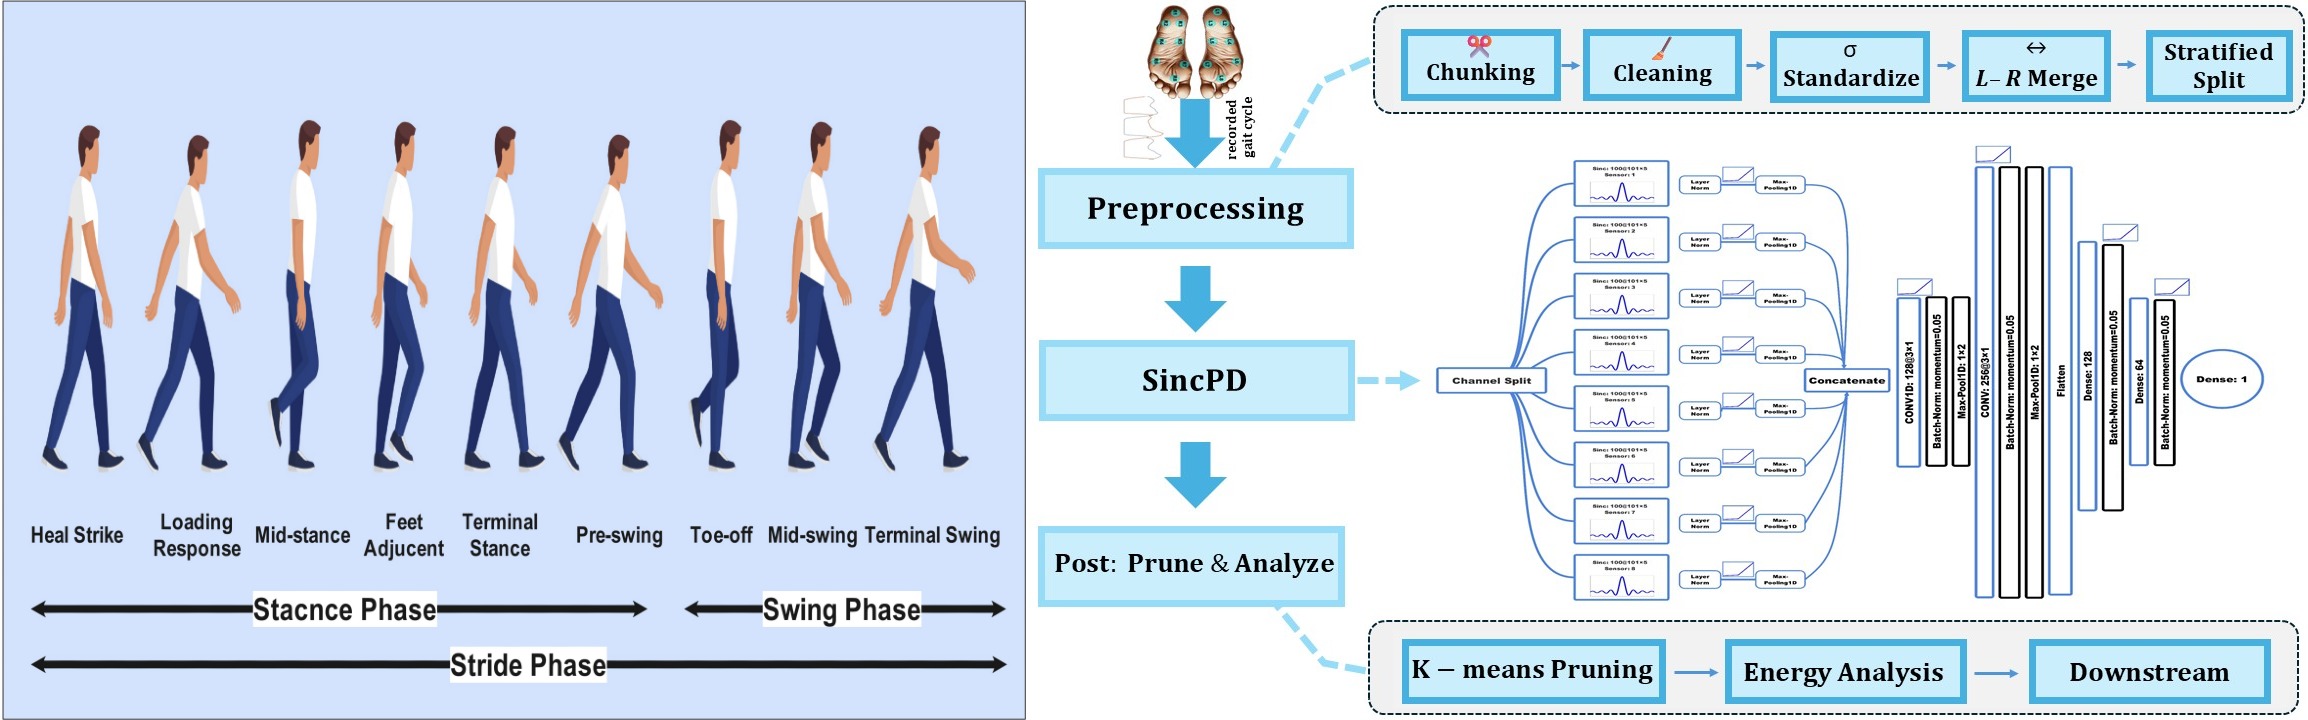 Heal Strike
Loading
Response
Mid-stance
Feet
Adjucent
Terminal
Stance
Pre-swing
Toe-off
Mid-swing
Terminal Swing
Stacnce Phase
Swing Phase
Stride Phase
recorded
gait cycle
Preprocessing
SincPD
Post: Prune & Analyze
Chunking
Cleaning
σ
Standardize
↔
L– R Merge
Stratified
Split
Channel Split
Sinc: 100@101×5
Sensor: 1
Layer
Norm
Max-
Pooling1D
Sinc: 100@101×5
Sensor: 2
Layer
Norm
Max-
Pooling1D
Sinc: 100@101×5
Sensor: 3
Layer
Norm
Max-
Pooling1D
Sinc: 100@101×5
Sensor: 4
Layer
Norm
Max-
Pooling1D
Sinc: 100@101×5
Sensor: 5
Layer
Norm
Max-
Pooling1D
Sinc: 100@101×5
Sensor: 6
Layer
Norm
Max-
Pooling1D
Sinc: 100@101×5
Sensor: 7
Layer
Norm
Max-
Pooling1D
Sinc: 100@101×5
Sensor: 8
Layer
Norm
Max-
Pooling1D
Concatenate
CONV1D: 128@3×1
Batch-Norm: momentum=0.05
Max-Pool1D: 1×2
CONV: 256@3×1
Batch-Norm: momentum=0.05
Max-Pool1D: 1×2
Flatten
Dense: 128
Batch-Norm: momentum=0.05
Dense: 64
Batch-Norm: momentum=0.05
Dense: 1
K – means Pruning
Energy Analysis
Downstream